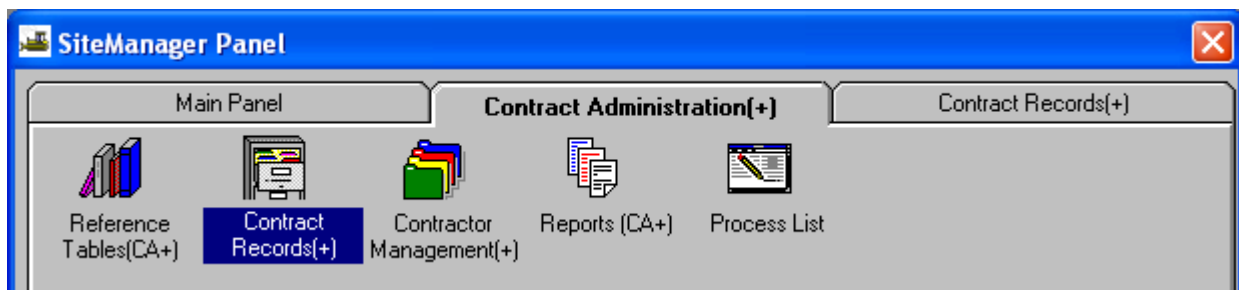 SiteManager Panel
Main Panel
Contract Administration(+)
Contract Records(+)
Reference
Tables(CA+)
Contract
Records(+)
Contractor
Management(+)
Reports (CA+)
Process List